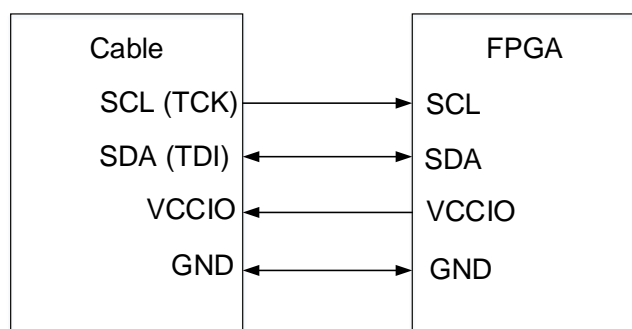 Cable
SCL (TCK)
SDA (TDI)
VCCIO
GND
FPGA
SCL
SDA
VCCIO
GND